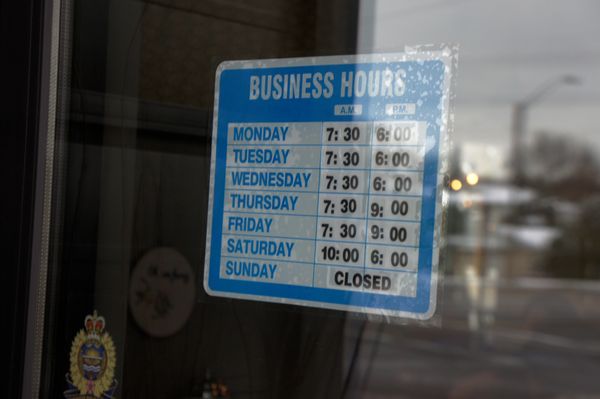 BUSINESS HOURS
A.M. P.M.
MONDAY 7: 30 6: 00
TUESDAY 7: 30 6: 00
WEDNESDAY 7: 30 6: 00
THURSDAY 7: 30 9: 00
FRIDAY 7: 30 9: 00
SATURDAY 10: 00 6: 00
SUNDAY CLOSED